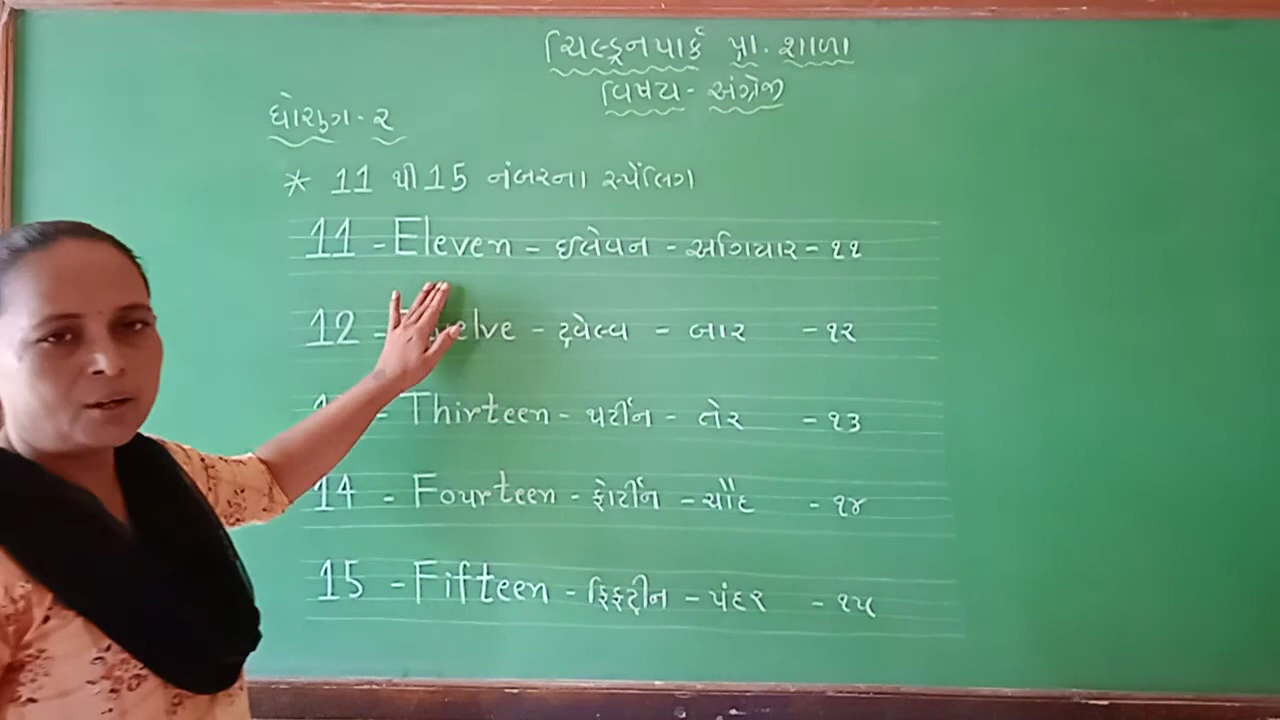 ચિલ્ડ્રનપાર્ક પ્રા. શાળા
વિષય - અંગ્રેજી
ધોરણ - ૨
* 11 થી 15 નંબરના સ્પેંલિગ
11 - Eleven - ઇલેવન - અગિયાર - ૧૧
12 - Twelve - ટ્વેલ્વ - બાર - ૧૨
- Thirteen - થર્ટીન - તેર - ૧૩
14 - Fourteen - ફોર્ટીન - ચૌદ - ૧૪
15 - Fifteen - ફિફ્ટીન - પંદર - ૧૫